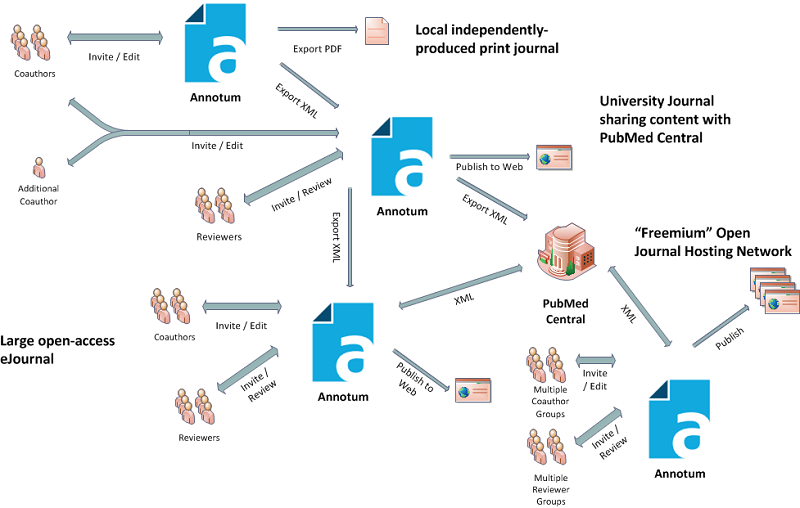 Coauthors
Invite / Edit
Annotum
Export PDF
Local independently-
produced print journal
Export XML
Additional
Coauthor
Invite / Edit
Reviewers
Invite / Review
Annotum
Publish to Web
University Journal
sharing content with
PubMed Central
Export XML
Export XML
PubMed
Central
"Freemium" Open
Journal Hosting Network
XML
XML
Publish
Large open-access
eJournal
Coauthors
Invite / Edit
Reviewers
Invite /
Review
Annotum
Publish to
Web
Multiple
Coauthor
Groups
Invite
/ Edit
Multiple
Reviewer
Groups
Invite /
Review
Annotum
a
a
a
a